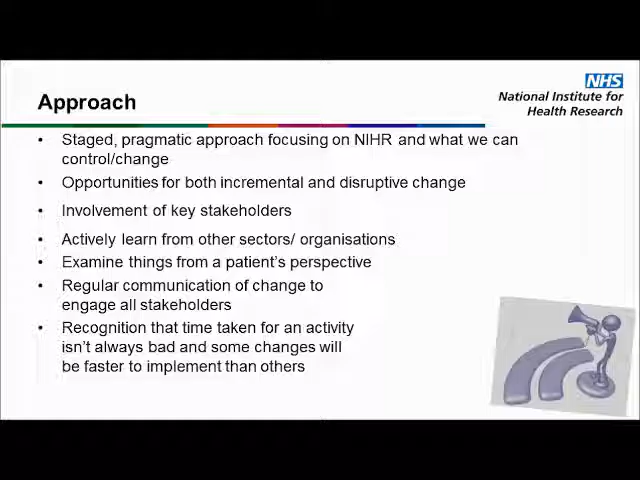 NHS
National Institute for
Health Research
Approach
• Staged, pragmatic approach focusing on NIHR and what we can
control/change
• Opportunities for both incremental and disruptive change
• Involvement of key stakeholders
• Actively learn from other sectors/ organisations
• Examine things from a patient's perspective
• Regular communication of change to
engage all stakeholders
• Recognition that time taken for an activity
isn't always bad and some changes will
be faster to implement than others